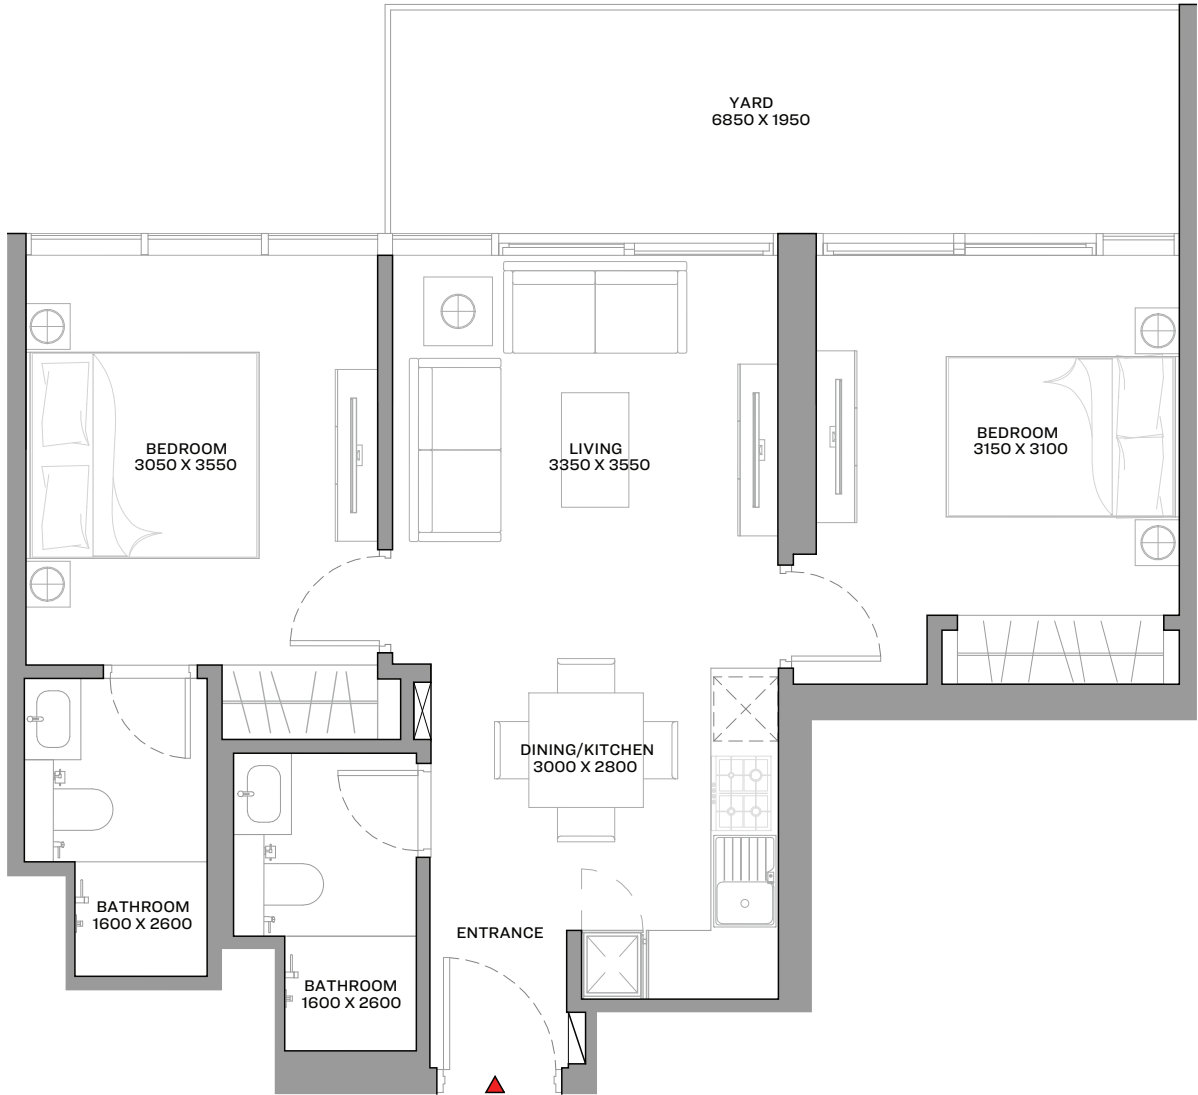 YARD
6850 X 1950
BEDROOM
3050 X 3550
LIVING
3350 X 3550
BEDROOM
3150 X 3100
DINING/KITCHEN
3000 X 2800
BATHROOM
1600 X 2600
ENTRANCE
BATHROOM
1600 X 2600